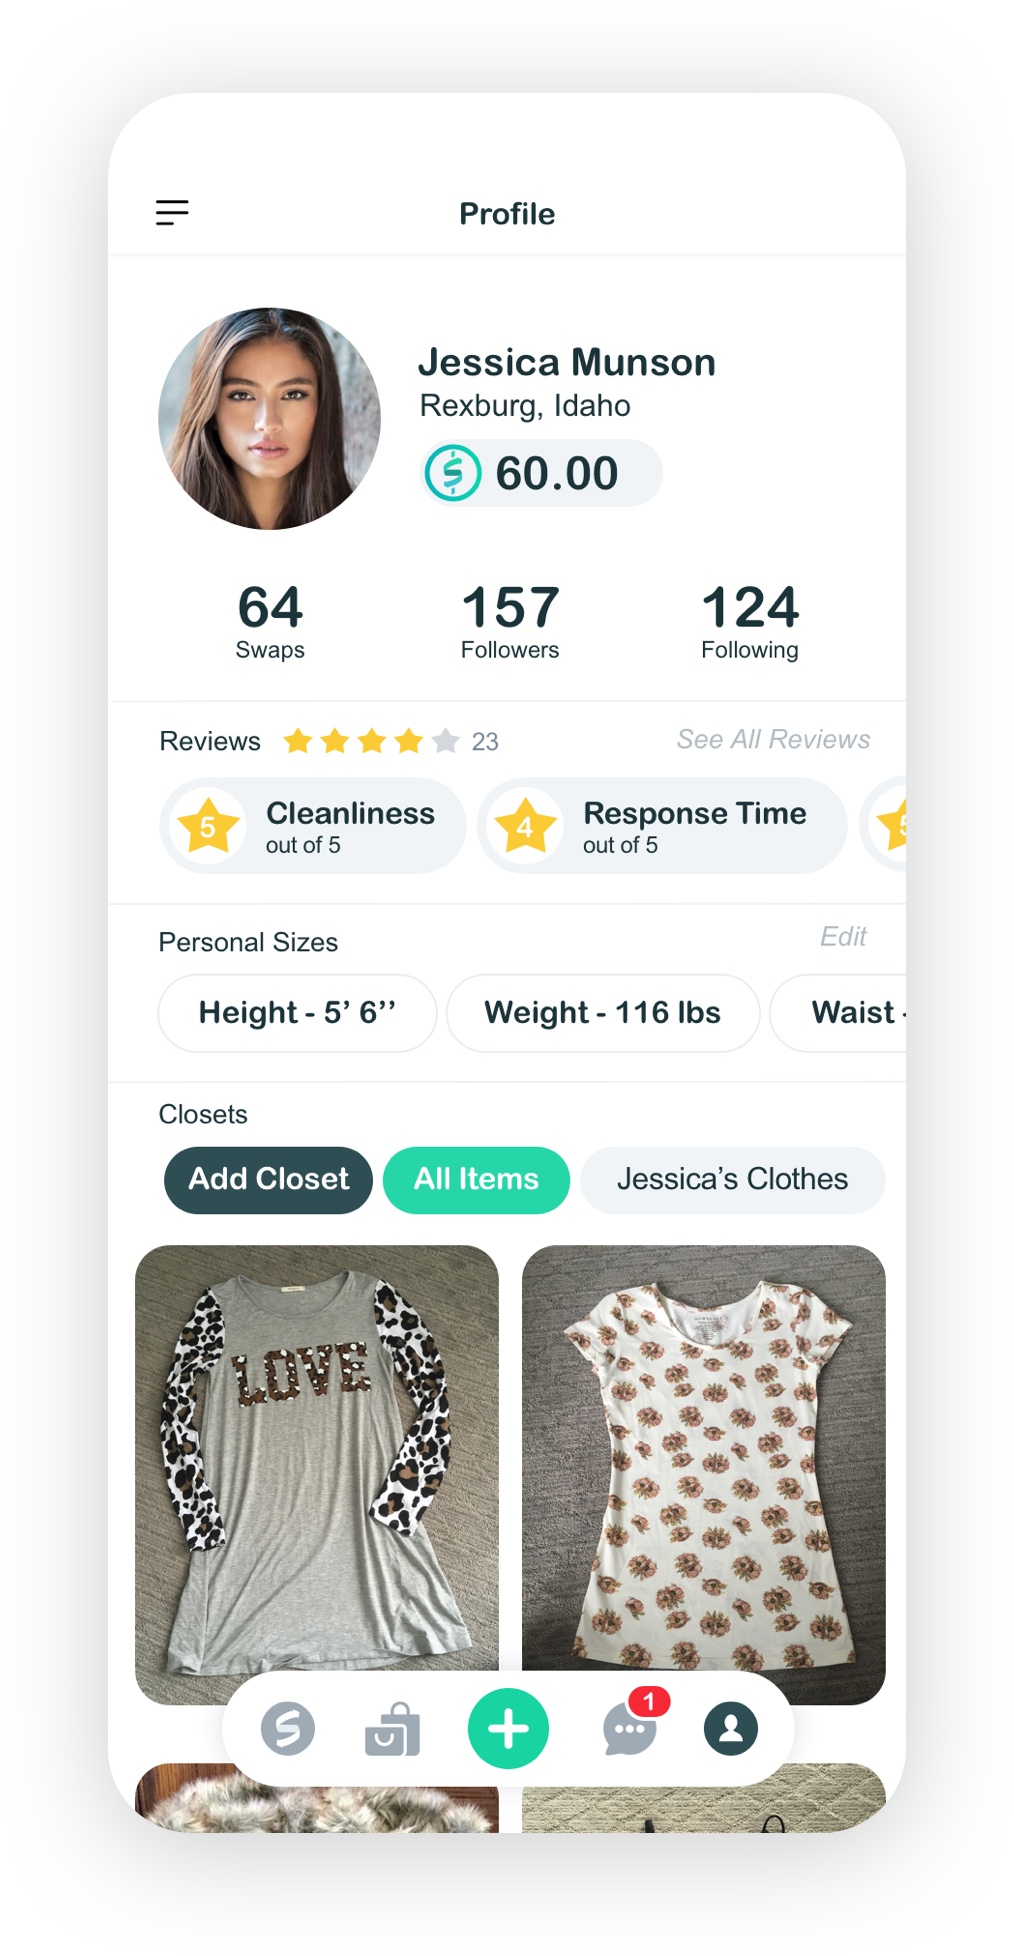 Profile
Jessica Munson
Rexburg, Idaho
60.00
64
Swaps
157
Followers
124
Following
Reviews
23
See All Reviews
5
Cleanliness
out of 5
4
Response Time
out of 5
5
Personal Sizes
Edit
Height - 5’ 6’’
Weight - 116 lbs
Waist -
Closets
Add Closet
All Items
Jessica’s Clothes
LOVE
1